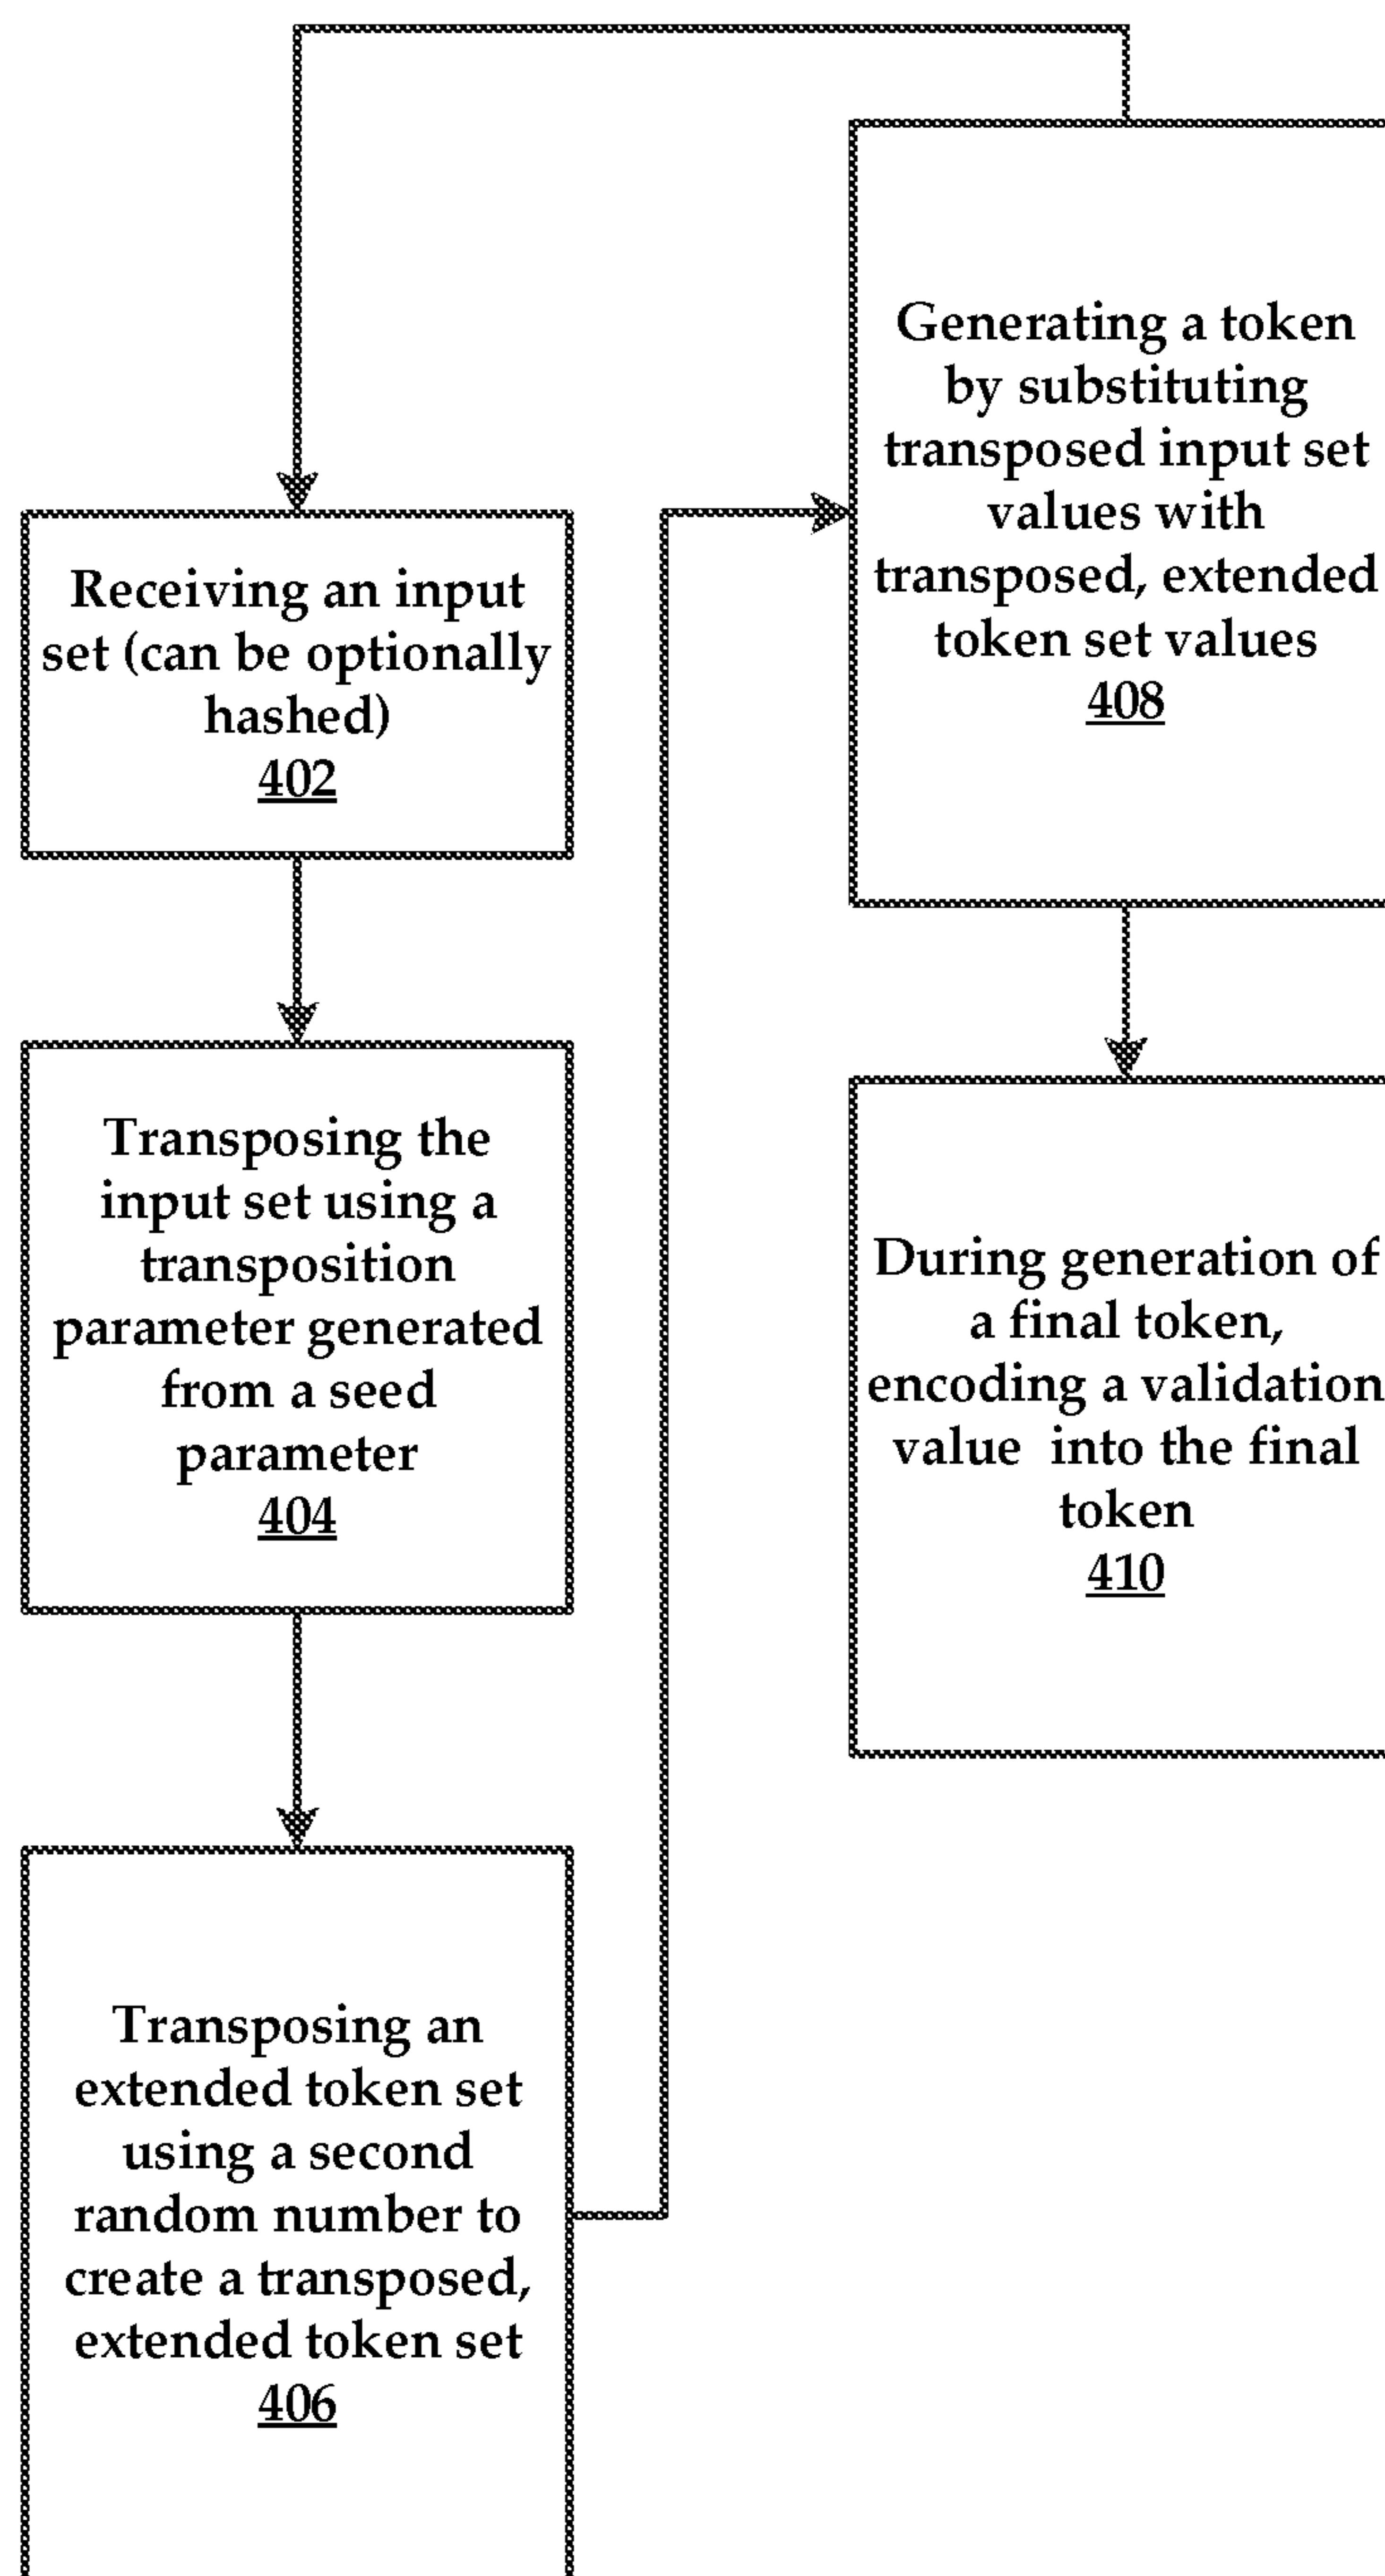 Receiving an input
set (can be optionally
hashed)
402
Transposing the
input set using a
transposition
parameter generated
from a seed
parameter
404
Transposing an
extended token set
using a second
random number to
create a transposed,
extended token set
406
Generating a token
by substituting
transposed input set
values with
transposed, extended
token set values
408
During generation of
a final token,
encoding a validation
value  into the final
token
410